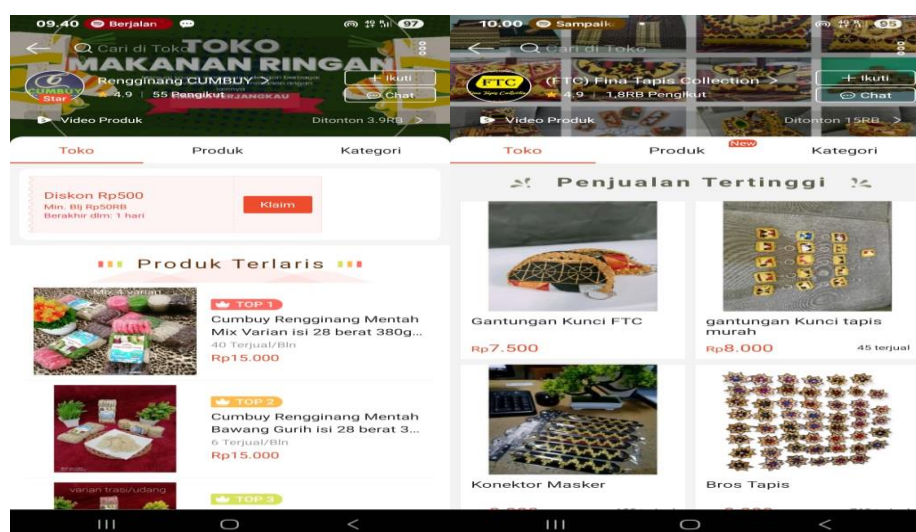 09.40 Berjalan 97
Cari di Toko
TOKO
MAKANAN RINGAN
Rengginang CUMBUY >
4.9 | 55 Pengikut
TERJANGKAU
CUMBUY
Star
+ Ikuti
Chat
Video Produk
Ditonton 3.9RB >
Toko Produk Kategori
Diskon Rp500
Min. Blj Rp50RB
Berakhir dlm: 1 hari
Klaim
Produk Terlaris
Mix 4 varian
TOP 1
Cumbuy Rengginang Mentah
Mix Varian isi 28 berat 380g...
40 Terjual/Bln
Rp15.000
TOP 2
Cumbuy Rengginang Mentah
Bawang Gurih isi 28 berat 3...
6 Terjual/Bln
Rp15.000
varian trasi/udang
TOP 3
10.00 Sampai 95
Cari di Toko
FTC
(FTC) Fina Tapis Collection >
4.9 | 1,8RB Pengikut
+ Ikuti
Chat
Video Produk
Ditonton 15RB >
Toko Produk New Kategori
Penjualan Tertinggi
Gantungan Kunci FTC
Rp7.500
gantungan Kunci tapis
murah
Rp8.000 45 terjual
Konektor Masker
Bros Tapis